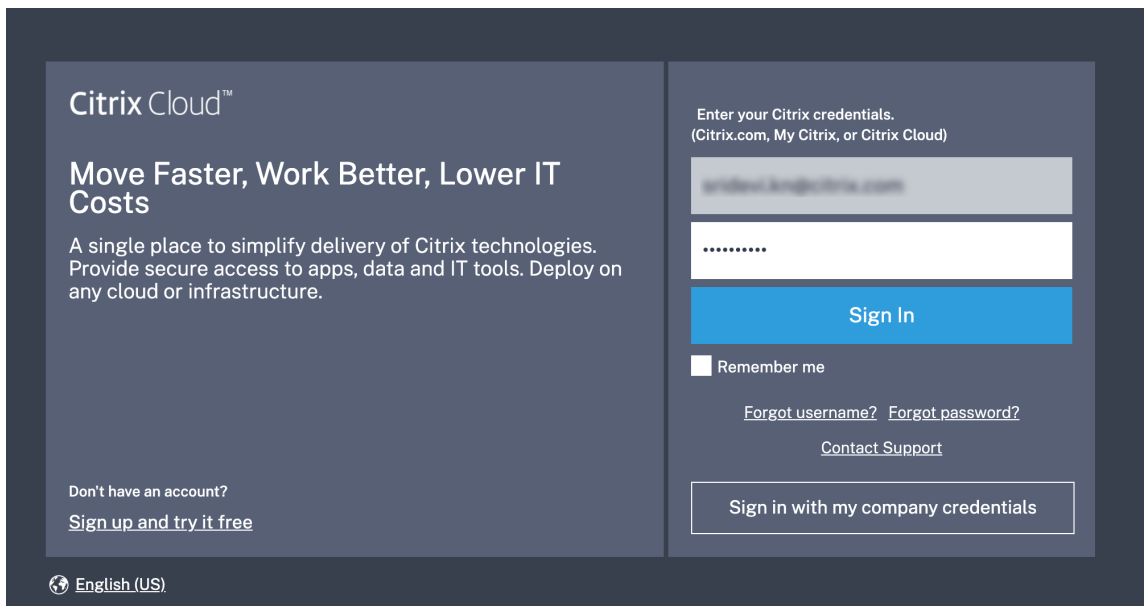 Citrix Cloud™
Move Faster, Work Better, Lower IT
Costs
A single place to simplify delivery of Citrix technologies.
Provide secure access to apps, data and IT tools. Deploy on
any cloud or infrastructure.
Don't have an account?
Sign up and try it free
Enter your Citrix credentials.
(Citrix.com, My Citrix, or Citrix Cloud)
••••••••••
Sign In
Remember me
Forgot username? Forgot password?
Contact Support
Sign in with my company credentials
English (US)